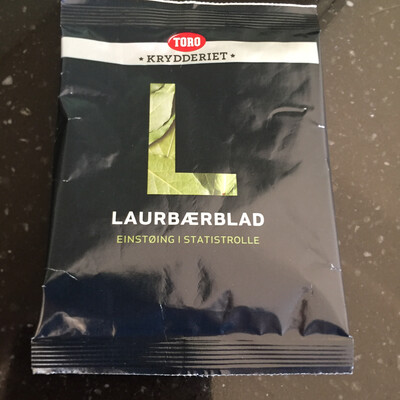 TORO
★ KRYDDERIET ★
L
LAURBÆRBLAD
EINSTØING I STATISTROLLE